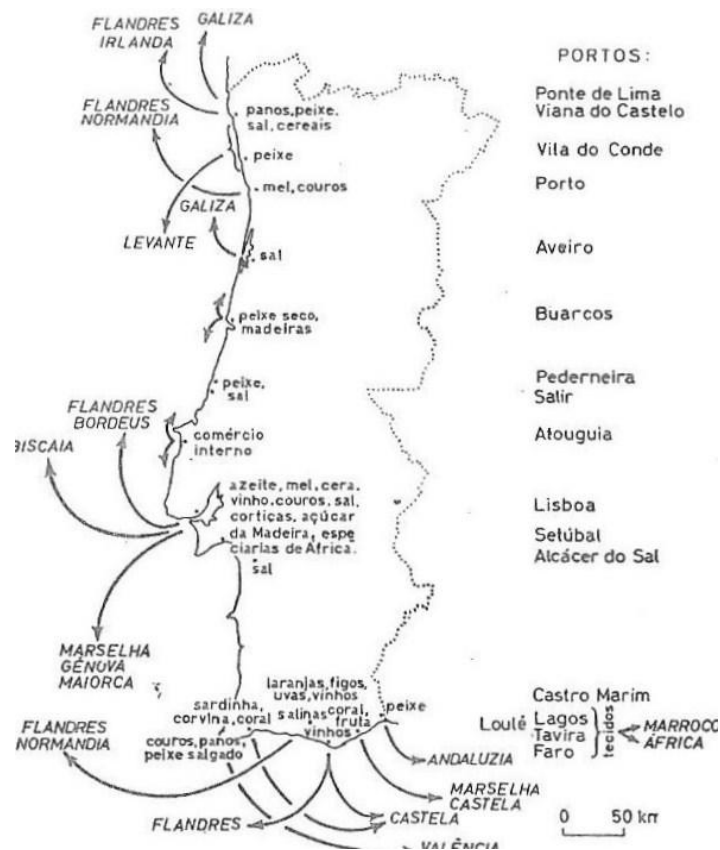 FLANDRES
IRLANDA
GALIZA
FLANDRES
NORMANDIA
panos, peixe.
sal, cereais
peixe
mel, couros
GALIZA
LEVANTE
sal
peixe seco,
madeiras
peixe,
sal
FLANDRES
BORDEUS
BISCAIA
comércio
interno
azeite, mel, cera.
vinho. couros, sal,
cortiças, açúcar
da Madeira, espe
ciarias de África.
sal
MARSELHA
GÉNOVA
MAIORCA
laranjas, figos,
uvas, vinhos
sardinha,
corvina, coral
salinas
coral,
fruta
vinhos
peixe
couros, panos,
peixe salgado
FLANDRES
NORMANDIA
ANDALUZIA
MARSELHA
CASTELA
CASTELA
FLANDRES
VALÊNCIA
PORTOS:
Ponte de Lima
Viana do Castelo
Vila do Conde
Porto
Aveiro
Buarcos
Pederneira
Salir
Atouguia
Lisboa
Setúbal
Alcácer do Sal
Castro Marim
Loulé
Lagos
Tavira
Faro
tecidos
MARROCO
ÁFRICA
0 50 km